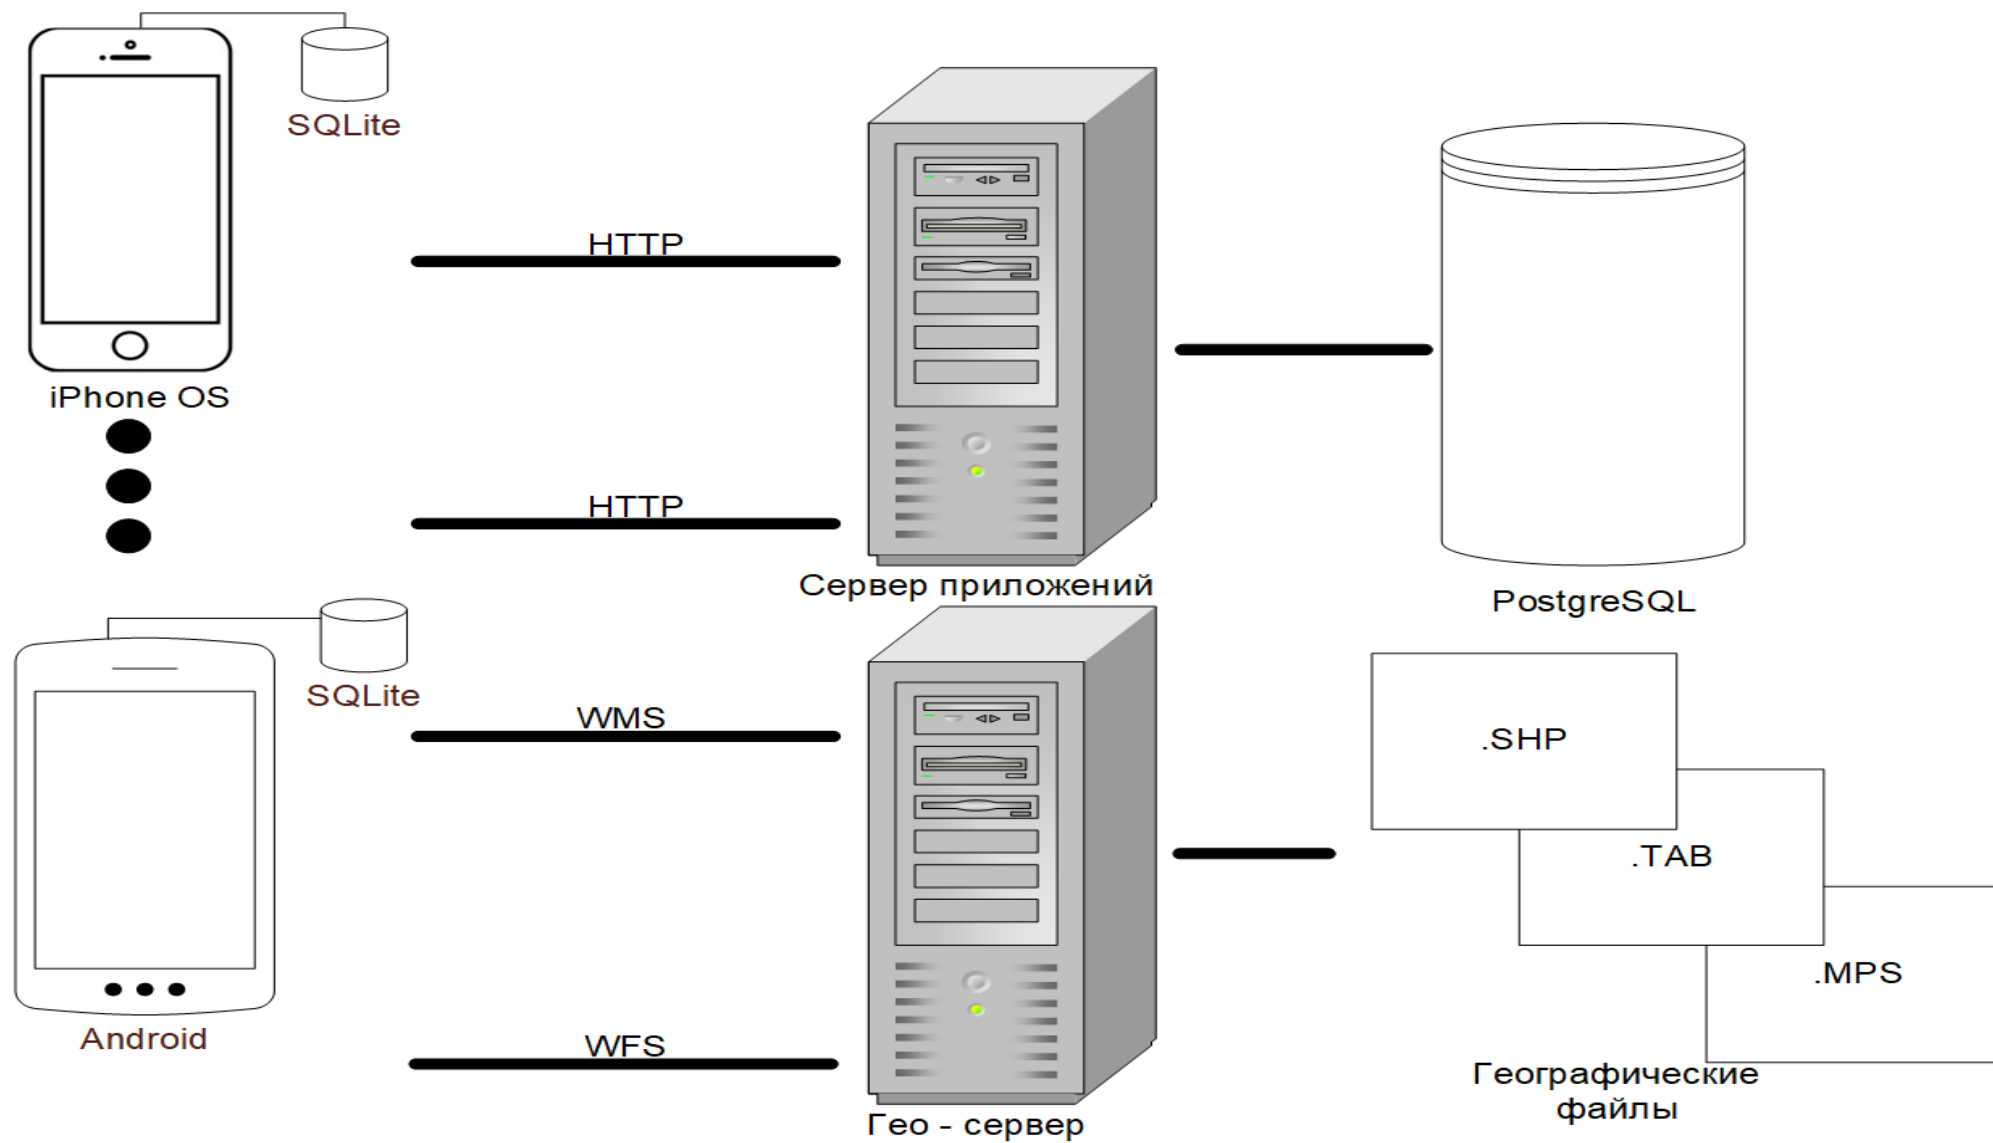 SQLite
iPhone OS
HTTP
HTTP
Сервер приложений
PostgreSQL
SQLite
Android
WMS
WFS
Гео - сервер
.SHP
.TAB
.MPS
Географические
файлы